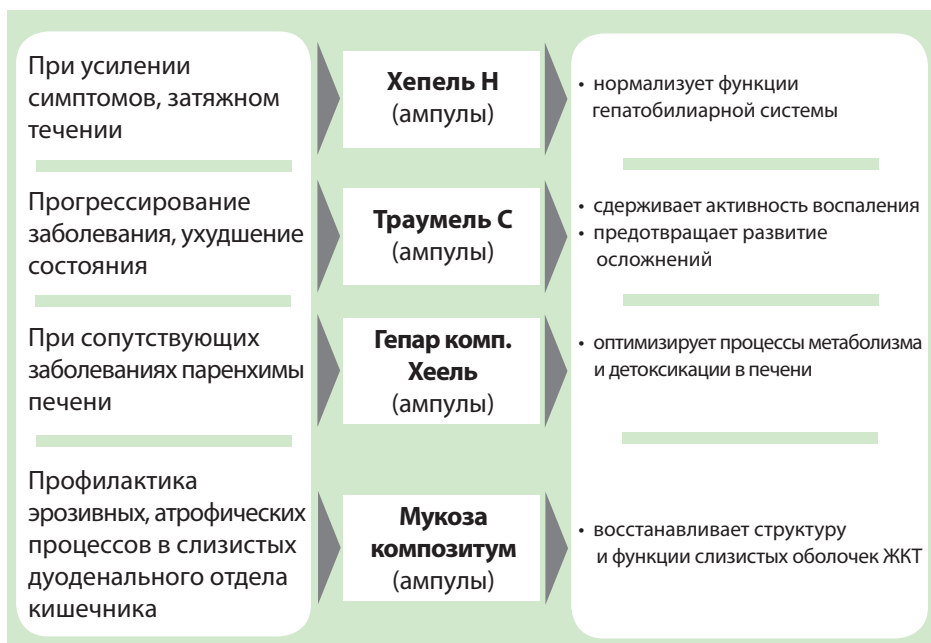 При усилении
симптомов, затяжном
течении
Хепель Н
(ампулы)
• нормализует функции
гепатобилиарной системы
Прогрессирование
заболевания, ухудшение
состояния
Траумель С
(ампулы)
• сдерживает активность воспаления
• предотвращает развитие
осложнений
При сопутствующих
заболеваниях паренхимы
печени
Гепар комп.
Хеель
(ампулы)
• оптимизирует процессы метаболизма
и детоксикации в печени
Профилактика
эрозивных, атрофических
процессов в слизистых
дуоденального отдела
кишечника
Мукоза
композитум
(ампулы)
• восстанавливает структуру
и функции слизистых оболочек ЖКТ